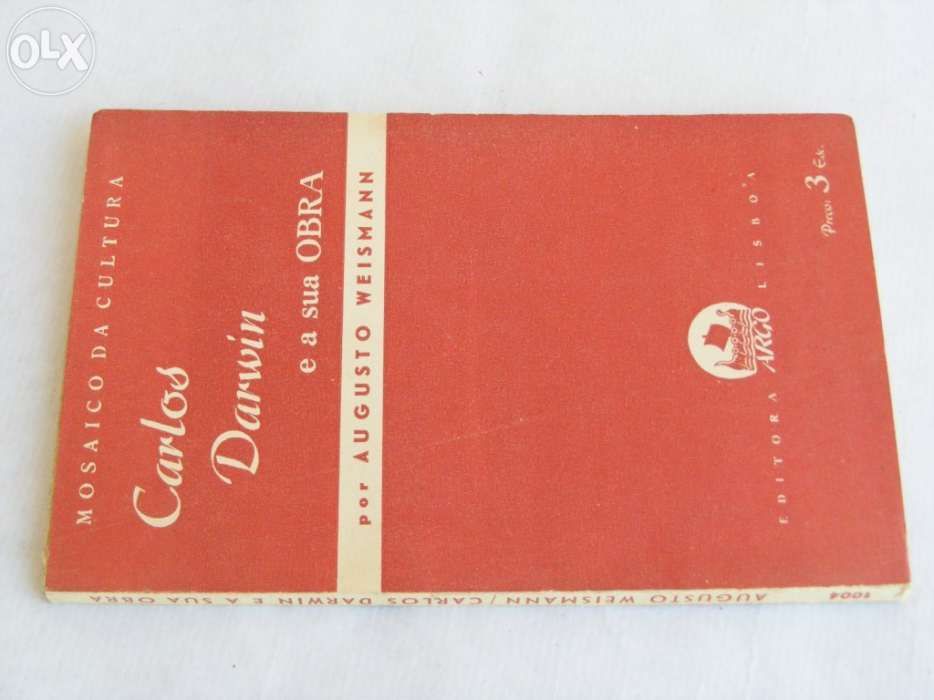 OLX
MOSAICO DA CULTURA
Carlos
Darwin
e a sua OBRA
por AUGUSTO WEISMANN
ARGO
EDITORA LISBOA
Preço: 3 Es.
1004 AUGUSTO WEISMANN / CARLOS DARWIN E A SUA OBRA